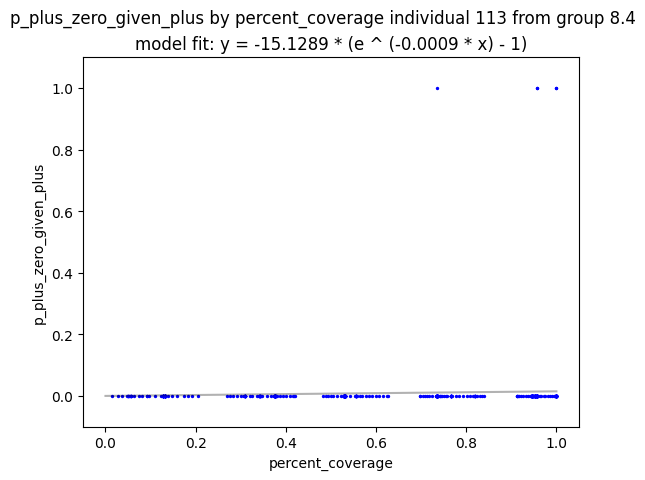 p_plus_zero_given_plus by percent_coverage individual 113 from group 8.4
model fit: y = -15.1289 * (e ^ (-0.0009 * x) - 1)
1.0
0.8
0.6
0.4
0.2
0.0
p_plus_zero_given_plus
0.0 0.2 0.4 0.6 0.8 1.0
percent_coverage